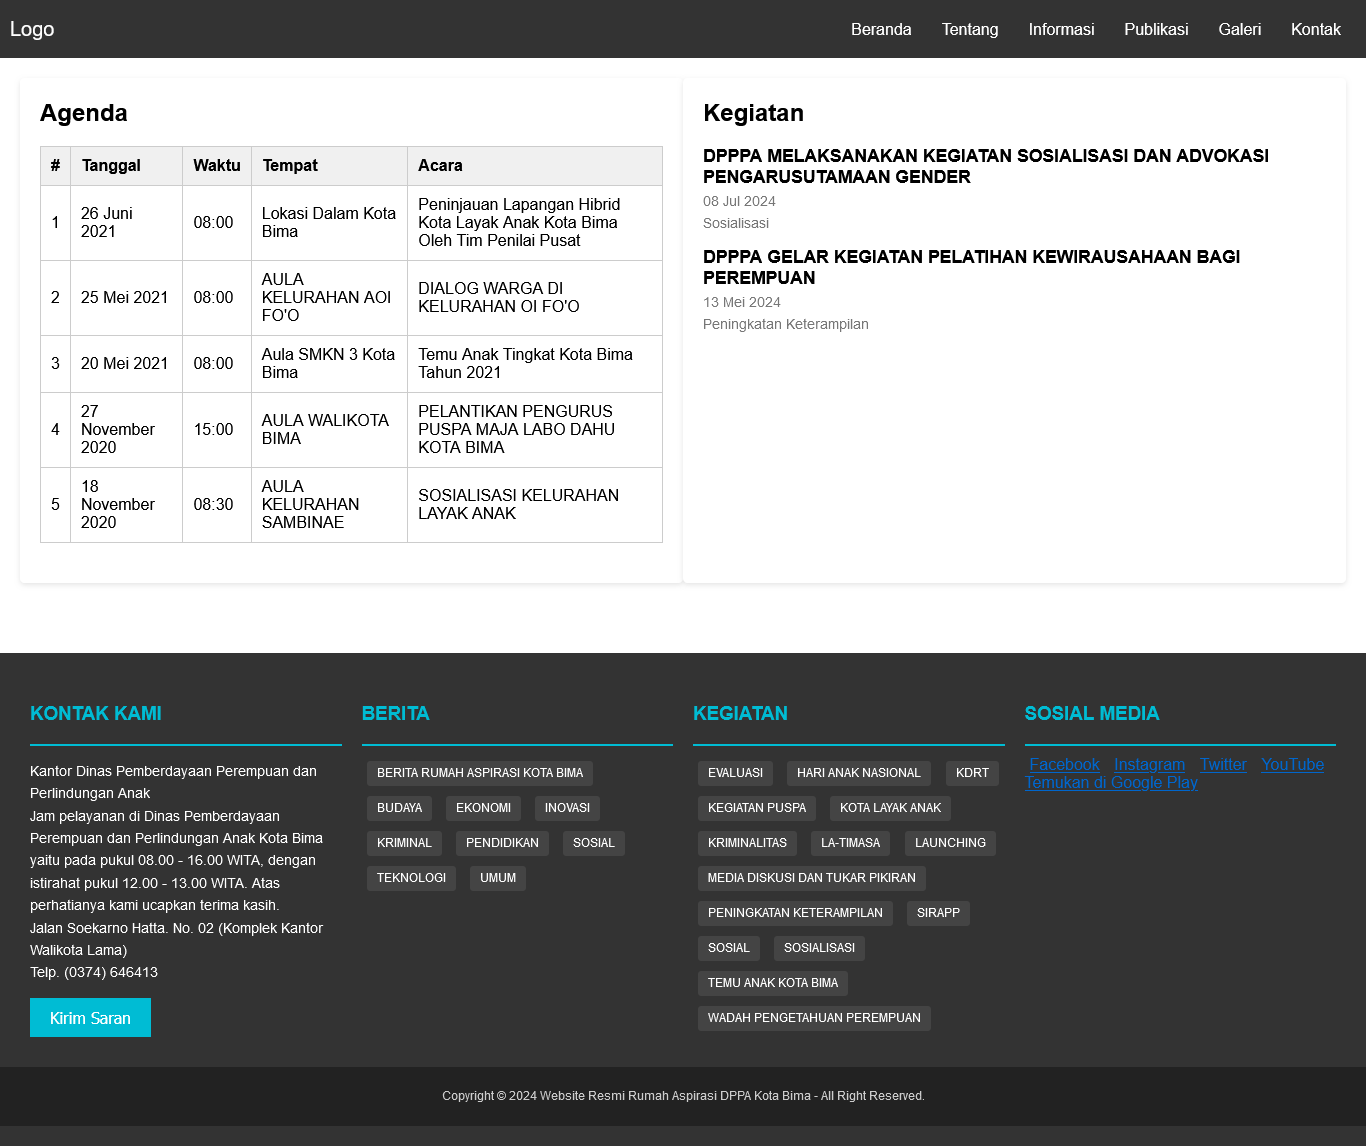 Logo
Beranda Tentang Informasi Publikasi Galeri Kontak
Agenda
# Tanggal Waktu Tempat Acara
1 26 Juni 2021 08:00 Lokasi Dalam Kota Bima Peninjauan Lapangan Hibrid Kota Layak Anak Kota Bima Oleh Tim Penilai Pusat
2 25 Mei 2021 08:00 AULA KELURAHAN AOI FO'O DIALOG WARGA DI KELURAHAN OI FO'O
3 20 Mei 2021 08:00 Aula SMKN 3 Kota Bima Temu Anak Tingkat Kota Bima Tahun 2021
4 27 November 2020 15:00 AULA WALIKOTA BIMA PELANTIKAN PENGURUS PUSPA MAJA LABO DAHU KOTA BIMA
5 18 November 2020 08:30 AULA KELURAHAN SAMBINAE SOSIALISASI KELURAHAN LAYAK ANAK
Kegiatan
DPPPA MELAKSANAKAN KEGIATAN SOSIALISASI DAN ADVOKASI
PENGARUSUTAMAAN GENDER
08 Jul 2024
Sosialisasi
DPPPA GELAR KEGIATAN PELATIHAN KEWIRAUSAHAAN BAGI
PEREMPUAN
13 Mei 2024
Peningkatan Keterampilan
KONTAK KAMI
Kantor Dinas Pemberdayaan Perempuan dan
Perlindungan Anak
Jam pelayanan di Dinas Pemberdayaan
Perempuan dan Perlindungan Anak Kota Bima
yaitu pada pukul 08.00 - 16.00 WITA, dengan
istirahat pukul 12.00 - 13.00 WITA. Atas
perhatianya kami ucapkan terima kasih.
Jalan Soekarno Hatta. No. 02 (Komplek Kantor
Walikota Lama)
Telp. (0374) 646413
Kirim Saran
BERITA
BERITA RUMAH ASPIRASI KOTA BIMA
BUDAYA EKONOMI INOVASI
KRIMINAL PENDIDIKAN SOSIAL
TEKNOLOGI UMUM
KEGIATAN
EVALUASI HARI ANAK NASIONAL KDRT
KEGIATAN PUSPA KOTA LAYAK ANAK
KRIMINALITAS LA-TIMASA LAUNCHING
MEDIA DISKUSI DAN TUKAR PIKIRAN
PENINGKATAN KETERAMPILAN SIRAPP
SOSIAL SOSIALISASI
TEMU ANAK KOTA BIMA
WADAH PENGETAHUAN PEREMPUAN
SOSIAL MEDIA
Facebook Instagram Twitter YouTube
Temukan di Google Play
Copyright © 2024 Website Resmi Rumah Aspirasi DPPA Kota Bima - All Right Reserved.